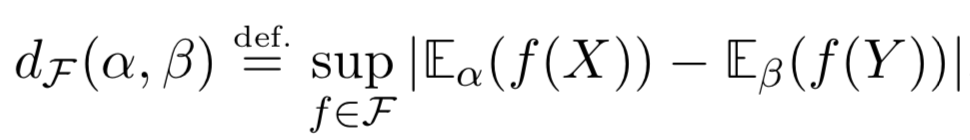 d_ℱ(α, β) ≝ sup_{f∈ℱ} |𝔼_α(f(X)) − 𝔼_β(f(Y))|